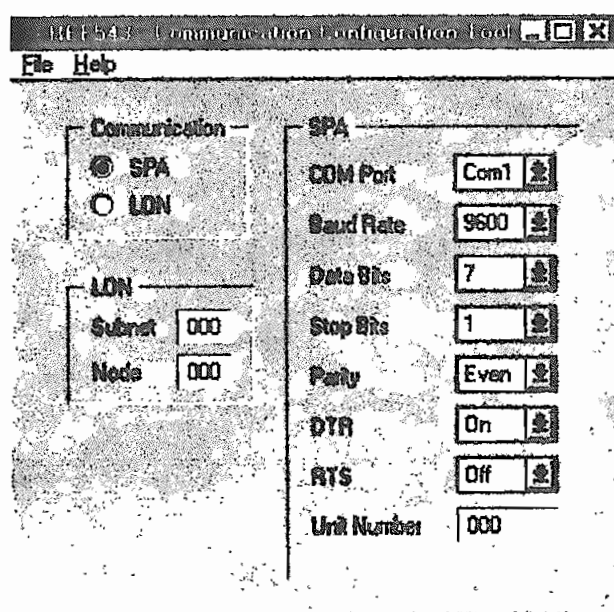 Communication Configuration Tool
File Help
Communication
SPA
LON
LON
Subnet 000
Node 000
SPA
COM Port Com1
Baud Rate 9600
Data Bits 7
Stop Bits 1
Parity Even
DTR On
RTS Off
Unit Number 000